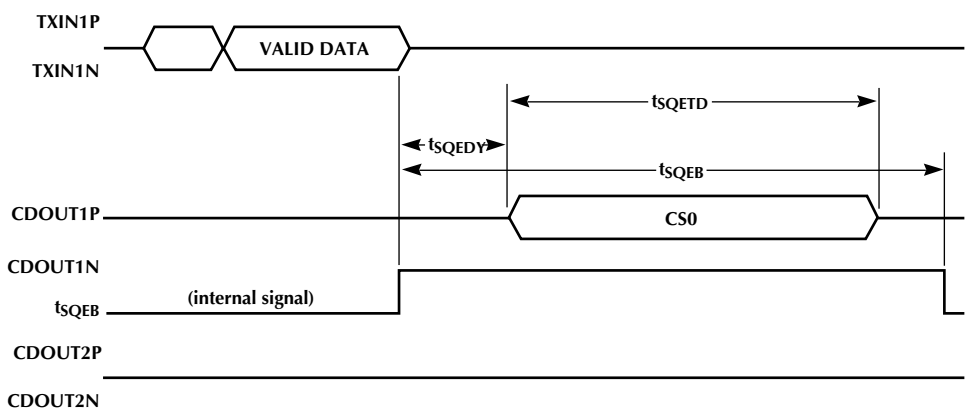 TXIN1P
VALID DATA
TXIN1N
tSQETD
tSQEDY
tSQEB
CDOUT1P
CS0
CDOUT1N
(internal signal)
tSQEB
CDOUT2P
CDOUT2N